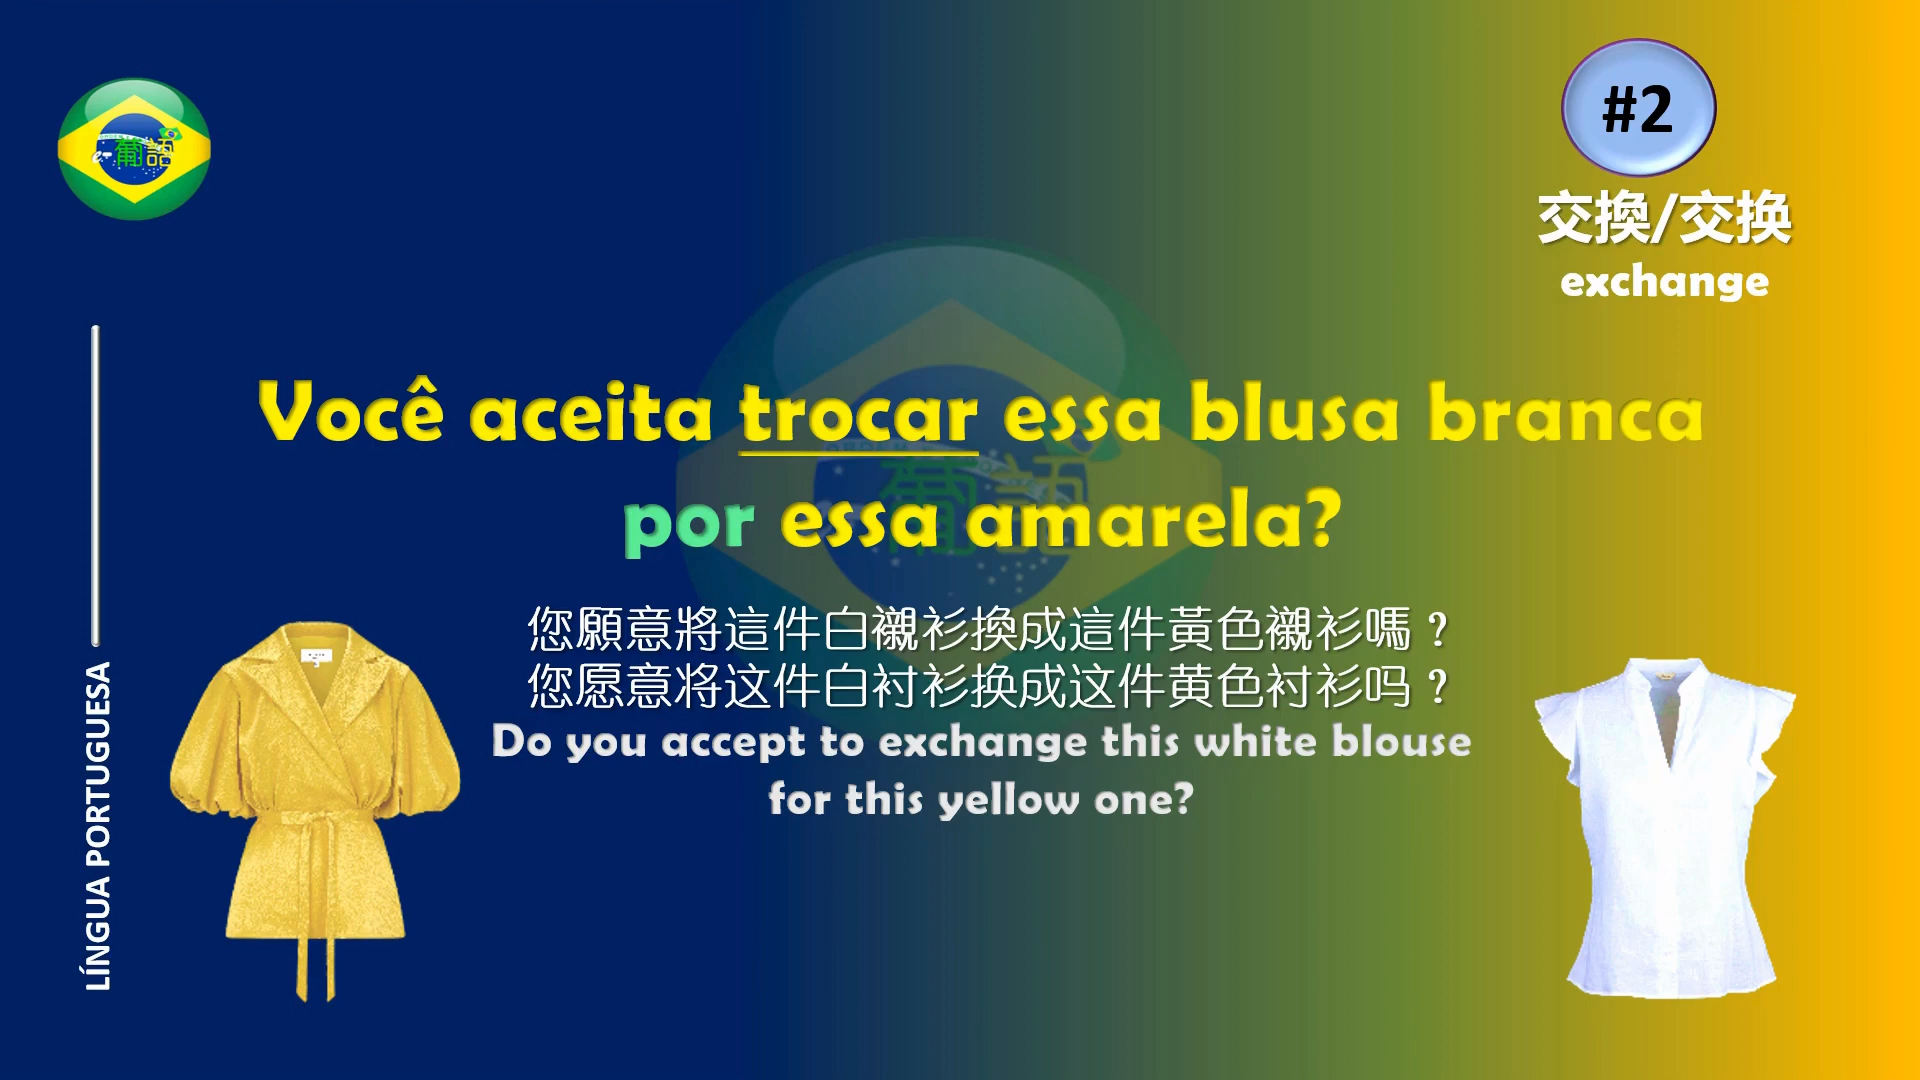 e-葡語
#2
交換/交换
exchange
Você aceita trocar essa blusa branca
por essa amarela?
您願意將這件白襯衫換成這件黃色襯衫嗎？
您愿意将这件白衬衫换成这件黄色衬衫吗？
Do you accept to exchange this white blouse
for this yellow one?
LÍNGUA PORTUGUESA